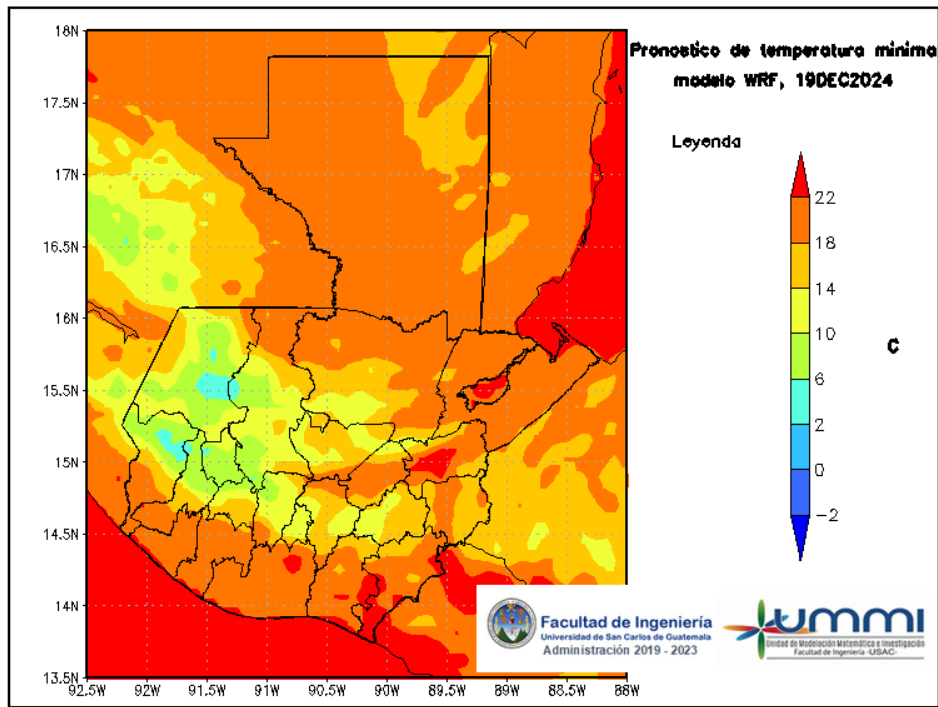 Pronostico de temperatura minima
modelo WRF, 19DEC2024
Leyenda
22
18
14
10
6
2
0
−2
C
18N
17.5N
17N
16.5N
16N
15.5N
15N
14.5N
14N
13.5N
92.5W 92W 91.5W 91W 90.5W 90W 89.5W 89W 88.5W 88W
Facultad de Ingeniería
Universidad de San Carlos de Guatemala
Administración 2019 - 2023
ummi
Unidad de Modelación Matemática e Investigación
Facultad de Ingeniería -USAC-